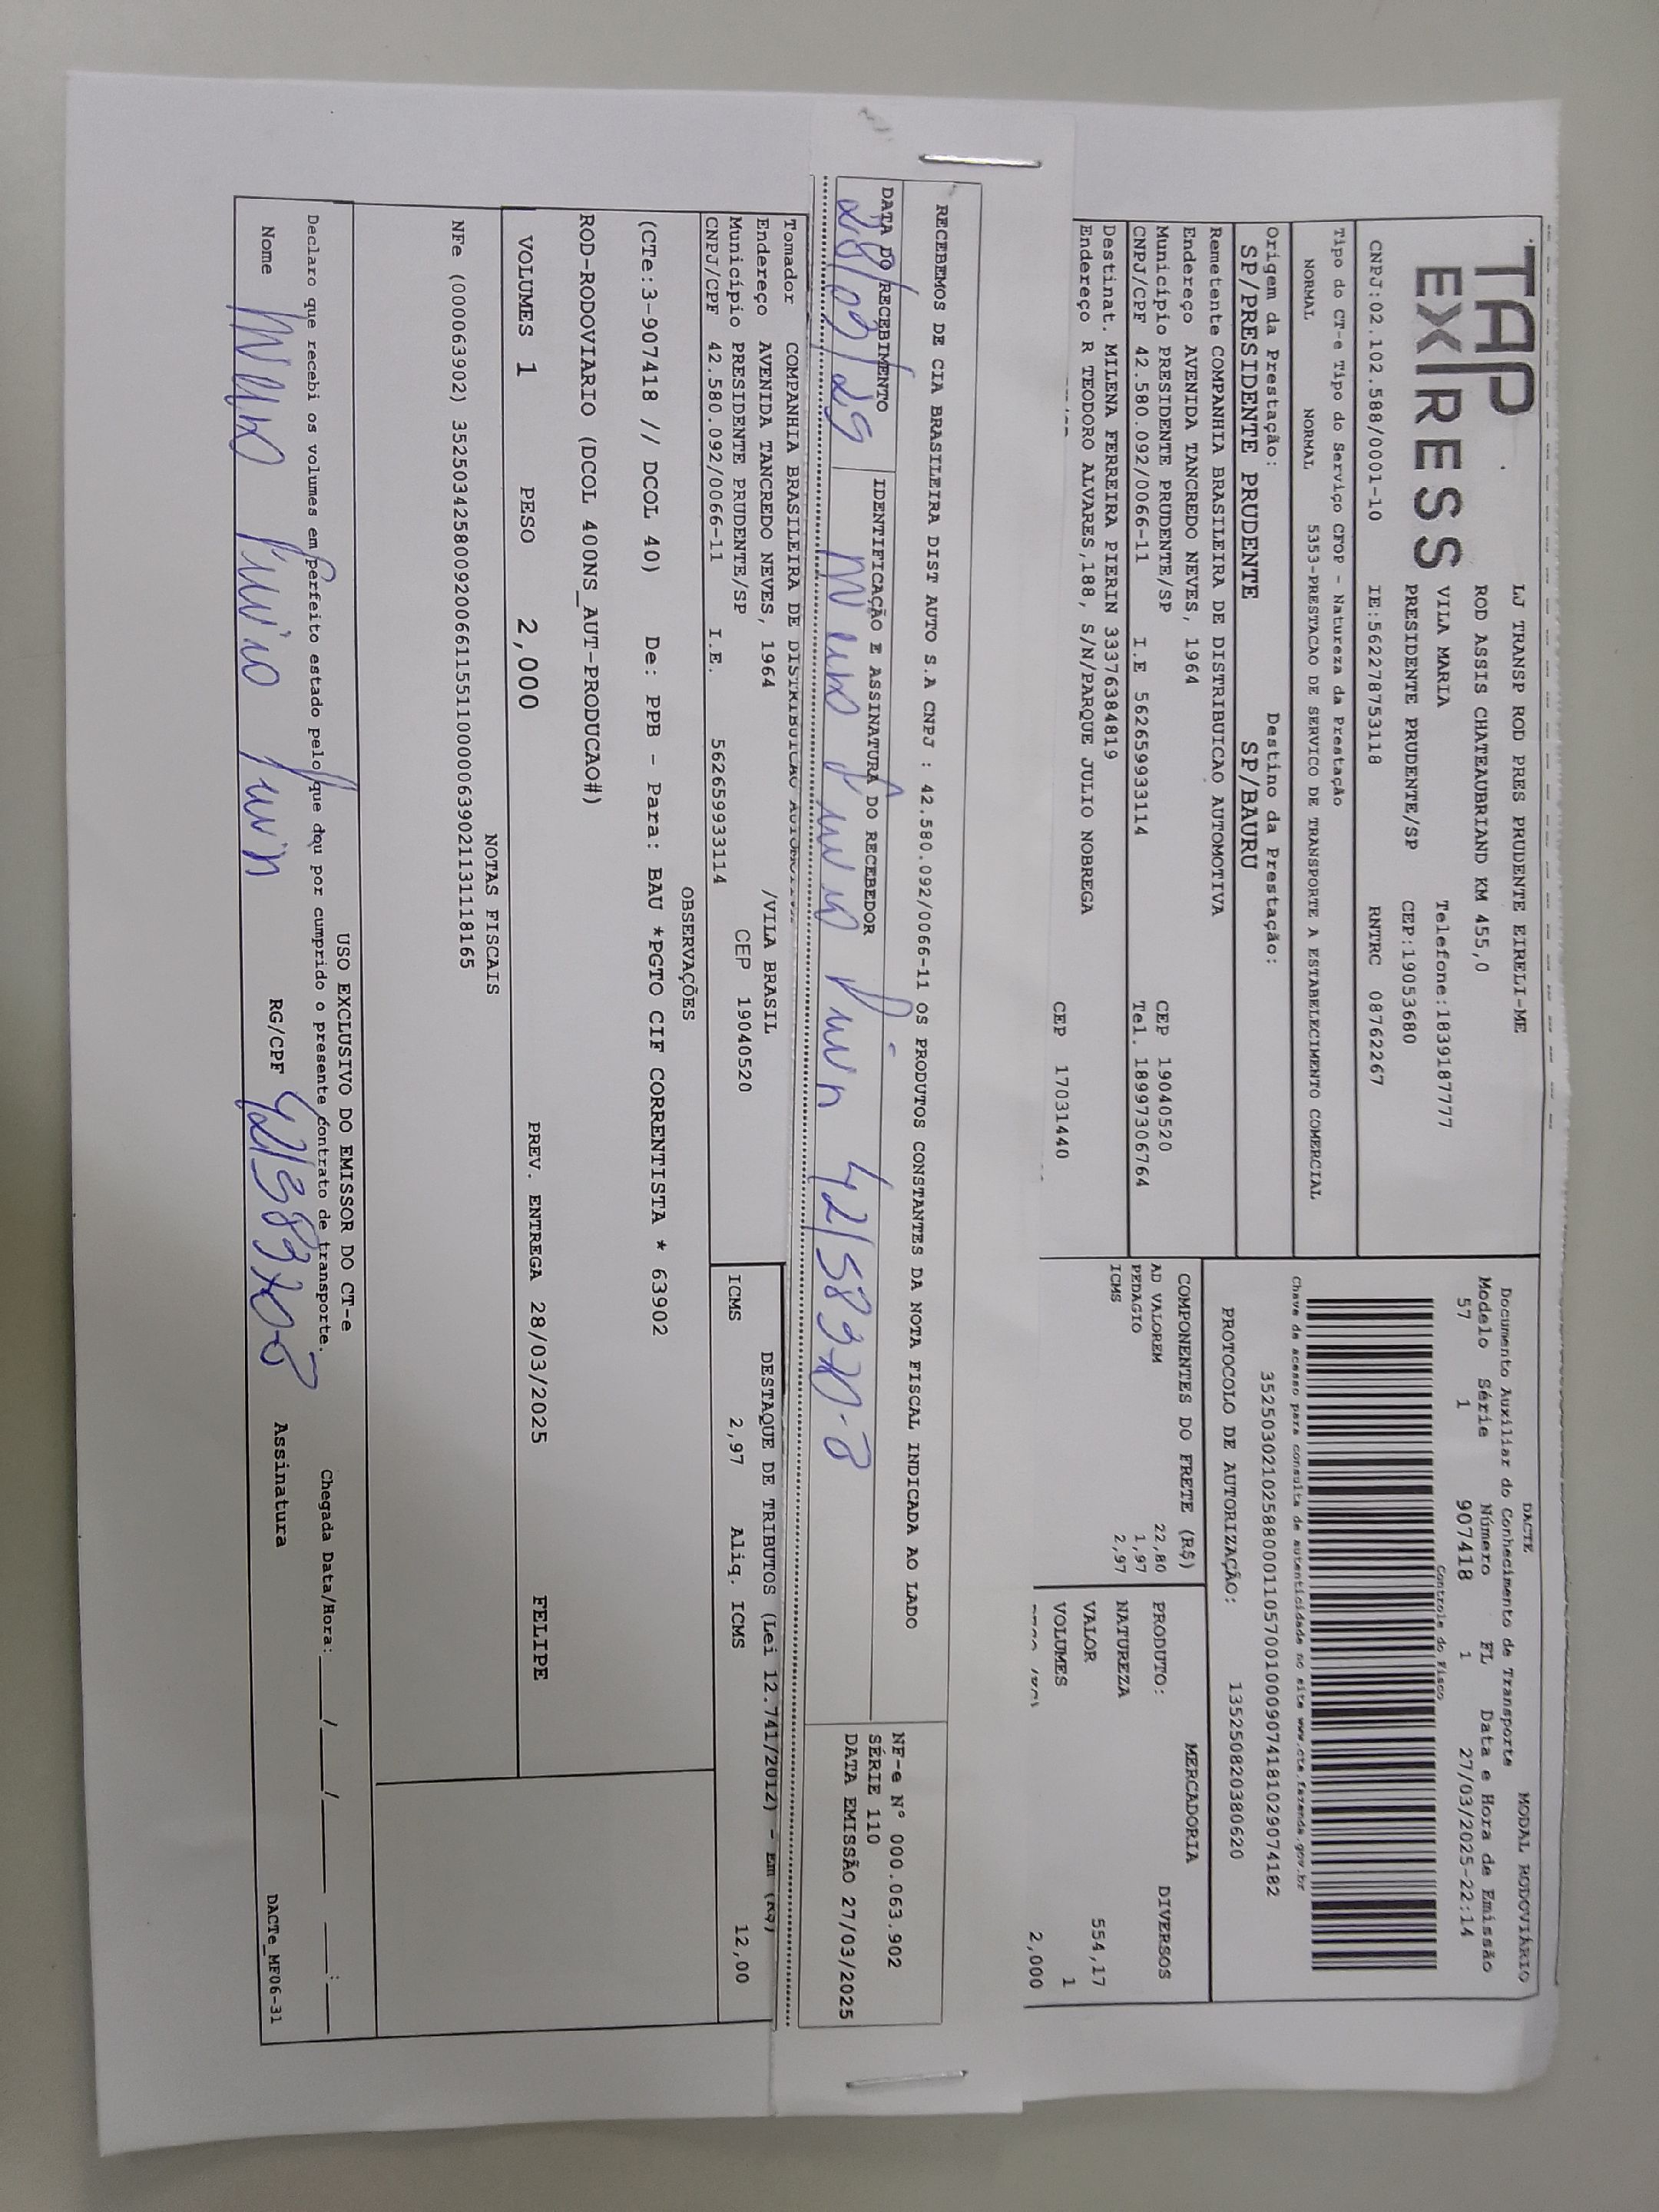 TAP
EXPRESS
LJ TRANSP ROD PRES PRUDENTE EIRELI-ME
ROD ASSIS CHATEAUBRIAND KM 455,0
VILA MARIA Telefone:1839187777
PRESIDENTE PRUDENTE/SP CEP:19053680
CNPJ:02.102.588/0001-10 IE:562278753118 RNTRC 08762267
Tipo do CT-e Tipo do Serviço CFOP - Natureza da Prestação
NORMAL NORMAL 5353-PRESTACAO DE SERVICO DE TRANSPORTE A ESTABELECIMENTO COMERCIAL
Origem da Prestação: Destino da Prestação:
SP/PRESIDENTE PRUDENTE SP/BAURU
Remetente COMPANHIA BRASILEIRA DE DISTRIBUICAO AUTOMOTIVA
Endereço AVENIDA TANCREDO NEVES, 1964
Município PRESIDENTE PRUDENTE/SP CEP 19040520
CNPJ/CPF 42.580.092/0066-11 I.E 562659933114 Tel. 18997306764
Destinat. MILENA FERREIRA PIERIN 33376384819
Endereço R TEODORO ALVARES,188, S/N/PARQUE JULIO NOBREGA
CEP 17031440
DACTE MODAL RODOVIÁRIO
Documento Auxiliar do Conhecimento de Transporte
Modelo Série Número FL Data e Hora de Emissão
57 1 907418 1 27/03/2025-22:14
Controle do Fisco
Chave de acesso para consulta de autenticidade no site www.cte.fazenda.gov.br
35250302102588000110570010009074181029074182
PROTOCOLO DE AUTORIZAÇÃO: 135250820380620
COMPONENTES DO FRETE (R$)
AD VALOREM 22,80
PEDAGIO 1,97
ICMS 2,97
MERCADORIA
PRODUTO: DIVERSOS
NATUREZA
VALOR 554,17
VOLUMES 1
2,000
RECEBEMOS DE CIA BRASILEIRA DIST AUTO S.A CNPJ : 42.580.092/0066-11 OS PRODUTOS CONSTANTES DA NOTA FISCAL INDICADA AO LADO
DATA DO RECEBIMENTO IDENTIFICAÇÃO E ASSINATURA DO RECEBEDOR
28/03/25
NF-e N° 000.063.902
SÉRIE 110
DATA EMISSÃO 27/03/2025
Tomador COMPANHIA BRASILEIRA DE DISTRIBUICAO
Endereço AVENIDA TANCREDO NEVES, 1964 /VILA BRASIL
Município PRESIDENTE PRUDENTE/SP CEP 19040520
CNPJ/CPF 42.580.092/0066-11 I.E. 562659933114
DESTAQUE DE TRIBUTOS (Lei 12.741/2012) - Em (R$)
ICMS 2,97 Aliq. ICMS 12,00
OBSERVAÇÕES
(CTe:3-907418 // DCOL 40) De: PPB - Para: BAU *PGTO CIF CORRENTISTA * 63902
ROD-RODOVIARIO (DCOL 400NS_AUT-PRODUCAO#)
VOLUMES 1 PESO 2,000 PREV. ENTREGA 28/03/2025 FELIPE
NOTAS FISCAIS
NFe (000063902) 35250342580092006611551100000639021131118165
USO EXCLUSIVO DO EMISSOR DO CT-e
Declaro que recebi os volumes em perfeito estado pelo que dou por cumprido o presente contrato de transporte. Chegada Data/Hora:___/___/___ __:__
Nome RG/CPF Assinatura DACTe_MF06-31